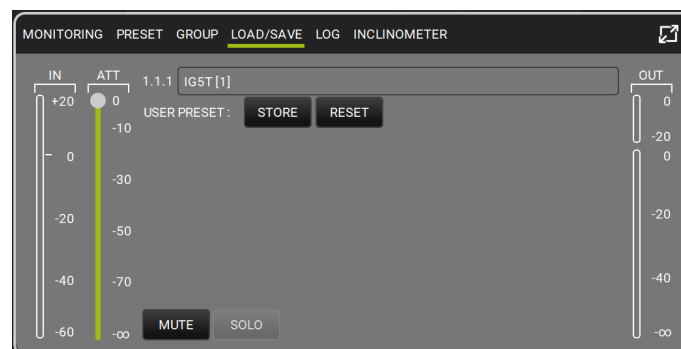 MONITORING PRESET GROUP LOAD/SAVE LOG INCLINOMETER
IN ATT 1.1.1 IG5T [1] OUT
+20 0 USER PRESET : STORE RESET 0
-10 -20
0 0
-30
-20 -50 -20
-40 -70 -40
-60 -∞ MUTE SOLO -∞